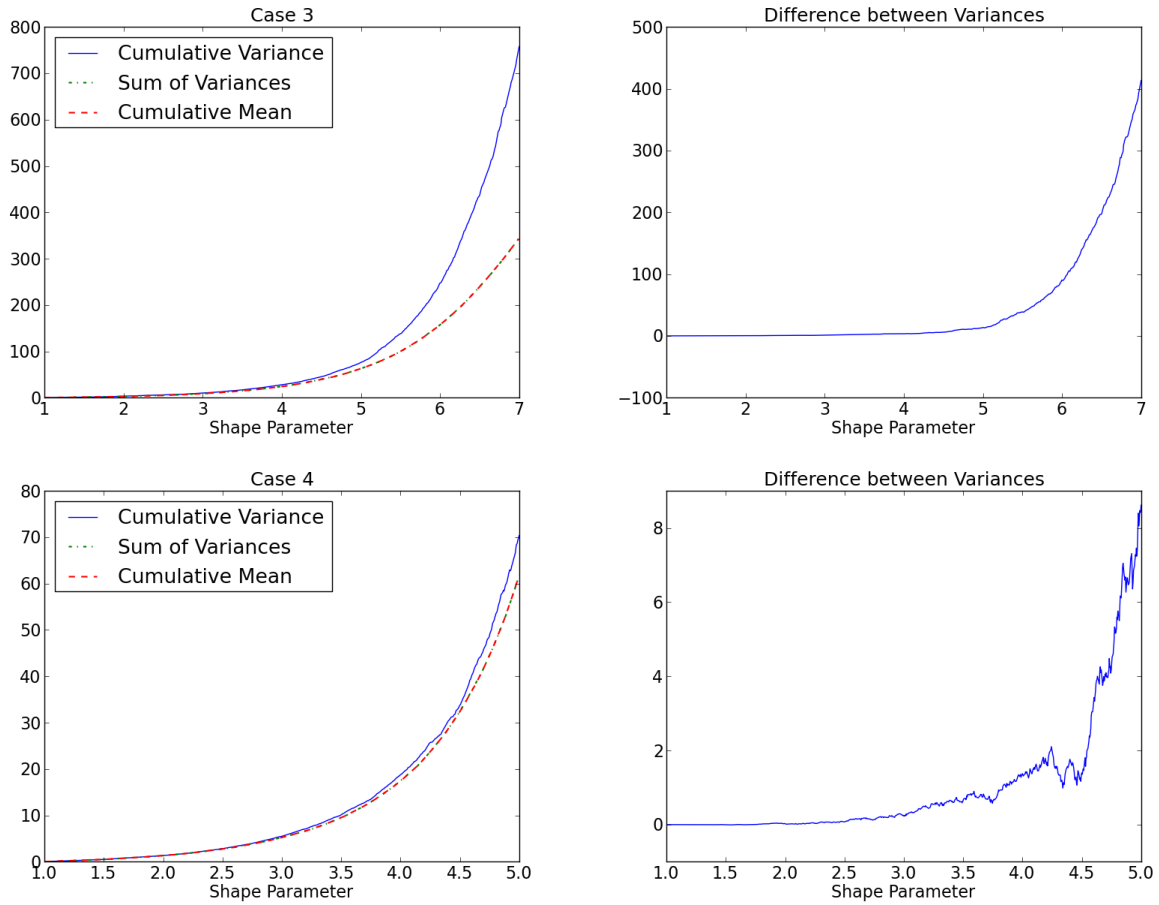 Case 3
800
700
600
500
400
300
200
100
0
Cumulative Variance
Sum of Variances
Cumulative Mean
1 2 3 4 5 6 7
Shape Parameter
Difference between Variances
500
400
300
200
100
0
−100
1 2 3 4 5 6 7
Shape Parameter
Case 4
80
70
60
50
40
30
20
10
0
Cumulative Variance
Sum of Variances
Cumulative Mean
1.0 1.5 2.0 2.5 3.0 3.5 4.0 4.5 5.0
Shape Parameter
Difference between Variances
8
6
4
2
0
1.0 1.5 2.0 2.5 3.0 3.5 4.0 4.5 5.0
Shape Parameter